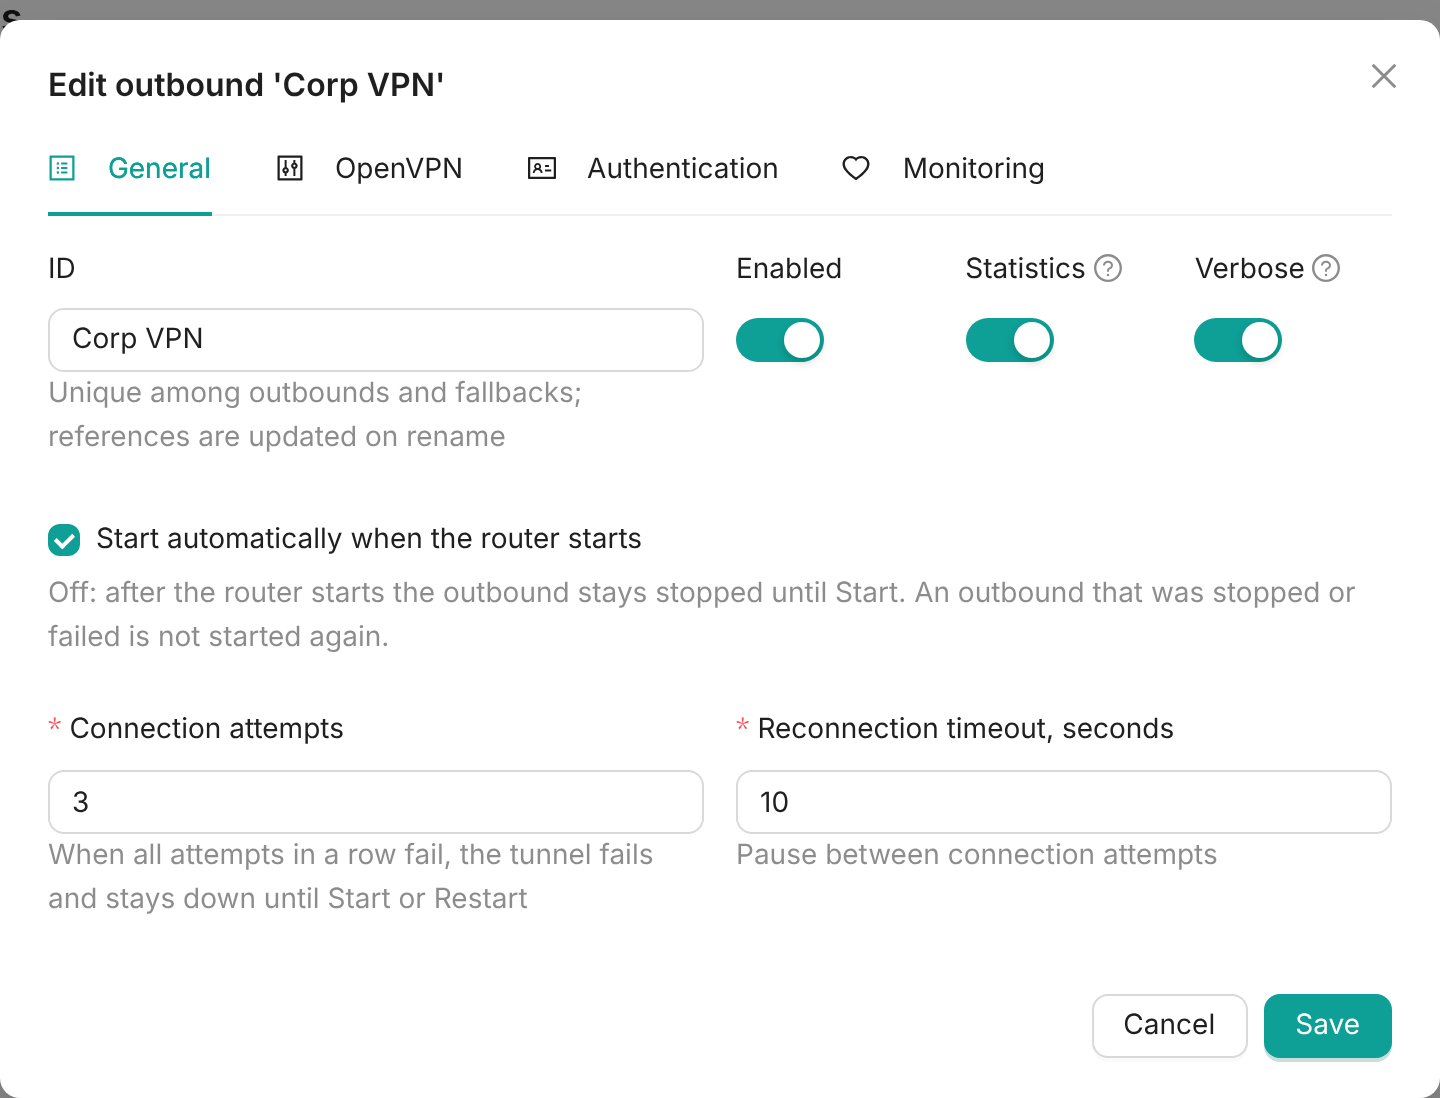 Edit outbound 'Corp VPN'
General
OpenVPN
Authentication
Monitoring
ID
Enabled
Statistics
Verbose
Corp VPN
Unique among outbounds and fallbacks;
references are updated on rename
Start automatically when the router starts
Off: after the router starts the outbound stays stopped until Start. An outbound that was stopped or
failed is not started again.
* Connection attempts
* Reconnection timeout, seconds
3
10
When all attempts in a row fail, the tunnel fails
and stays down until Start or Restart
Pause between connection attempts
Cancel
Save